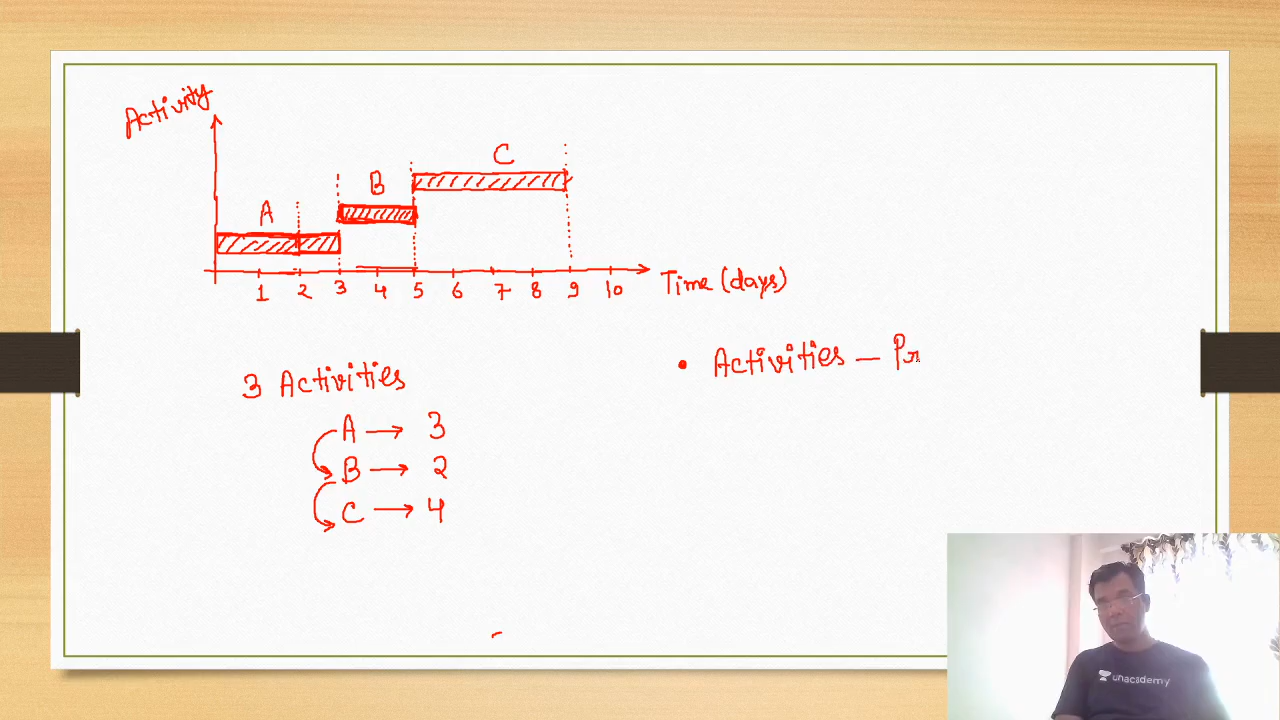 Activity
C
B
A
1 2 3 4 5 6 7 8 9 10 Time (days)
3 Activities
A → 3
B → 2
C → 4
• Activities — Pr
unacademy